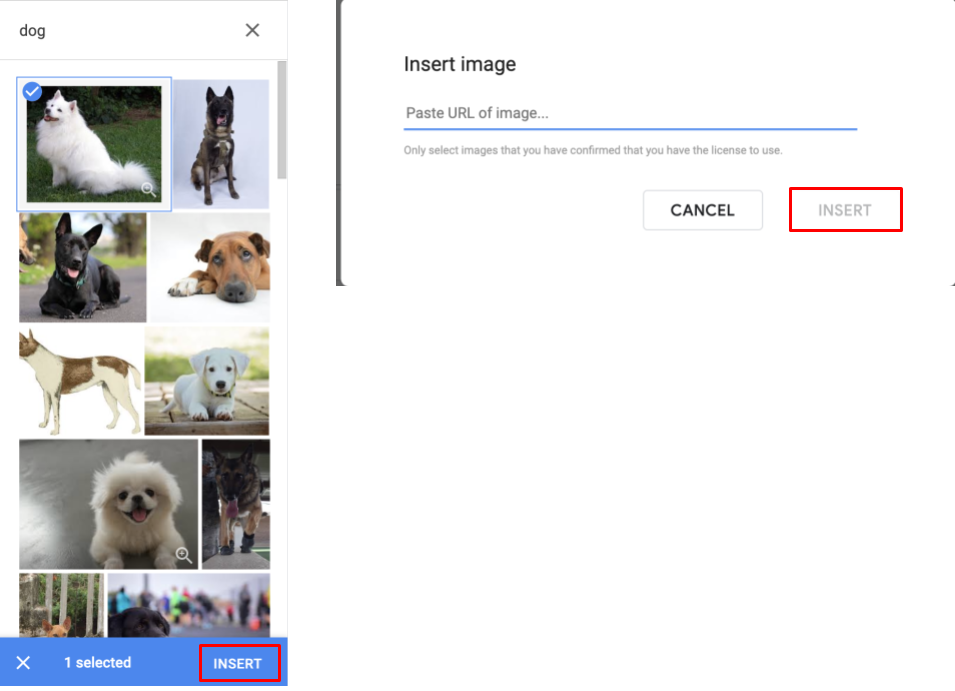 dog
1 selected
INSERT
Insert image
Paste URL of image...
Only select images that you have confirmed that you have the license to use.
CANCEL
INSERT